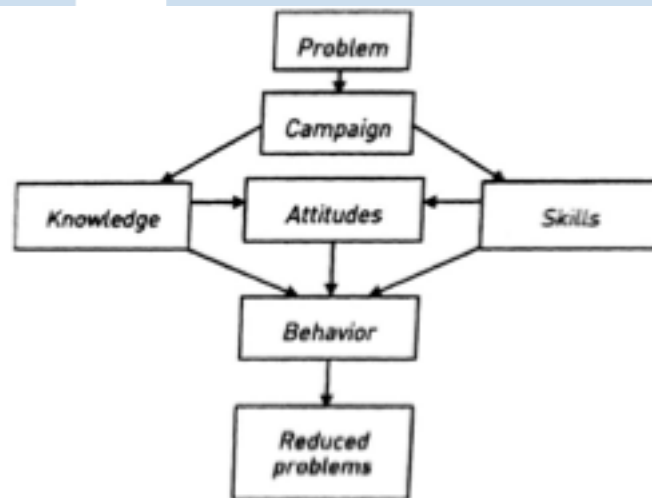 Problem
Campaign
Knowledge
Attitudes
Skills
Behavior
Reduced
problems